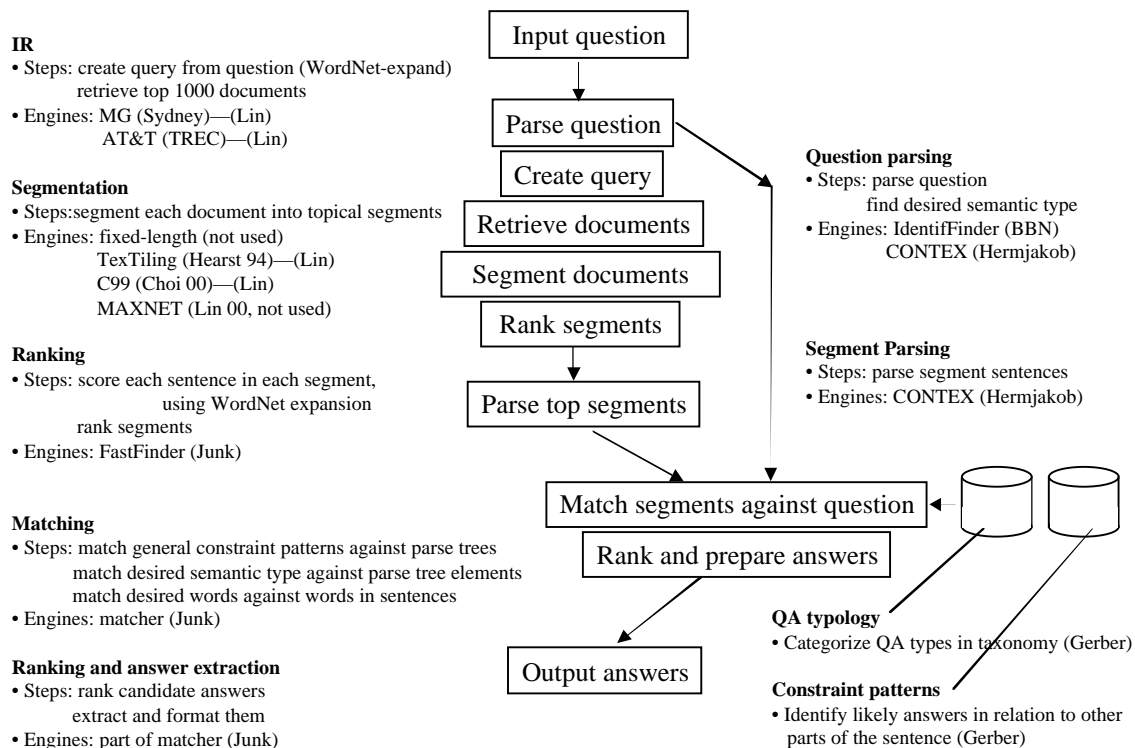 IR
• Steps: create query from question (WordNet-expand)
retrieve top 1000 documents
• Engines: MG (Sydney)—(Lin)
AT&T (TREC)—(Lin)
Segmentation
• Steps:segment each document into topical segments
• Engines: fixed-length (not used)
TexTiling (Hearst 94)—(Lin)
C99 (Choi 00)—(Lin)
MAXNET (Lin 00, not used)
Ranking
• Steps: score each sentence in each segment,
using WordNet expansion
rank segments
• Engines: FastFinder (Junk)
Matching
• Steps: match general constraint patterns against parse trees
match desired semantic type against parse tree elements
match desired words against words in sentences
• Engines: matcher (Junk)
Ranking and answer extraction
• Steps: rank candidate answers
extract and format them
• Engines: part of matcher (Junk)
Input question
Parse question
Create query
Retrieve documents
Segment documents
Rank segments
Parse top segments
Match segments against question
Rank and prepare answers
Output answers
Question parsing
• Steps: parse question
find desired semantic type
• Engines: IdentifFinder (BBN)
CONTEX (Hermjakob)
Segment Parsing
• Steps: parse segment sentences
• Engines: CONTEX (Hermjakob)
QA typology
• Categorize QA types in taxonomy (Gerber)
Constraint patterns
• Identify likely answers in relation to other
parts of the sentence (Gerber)